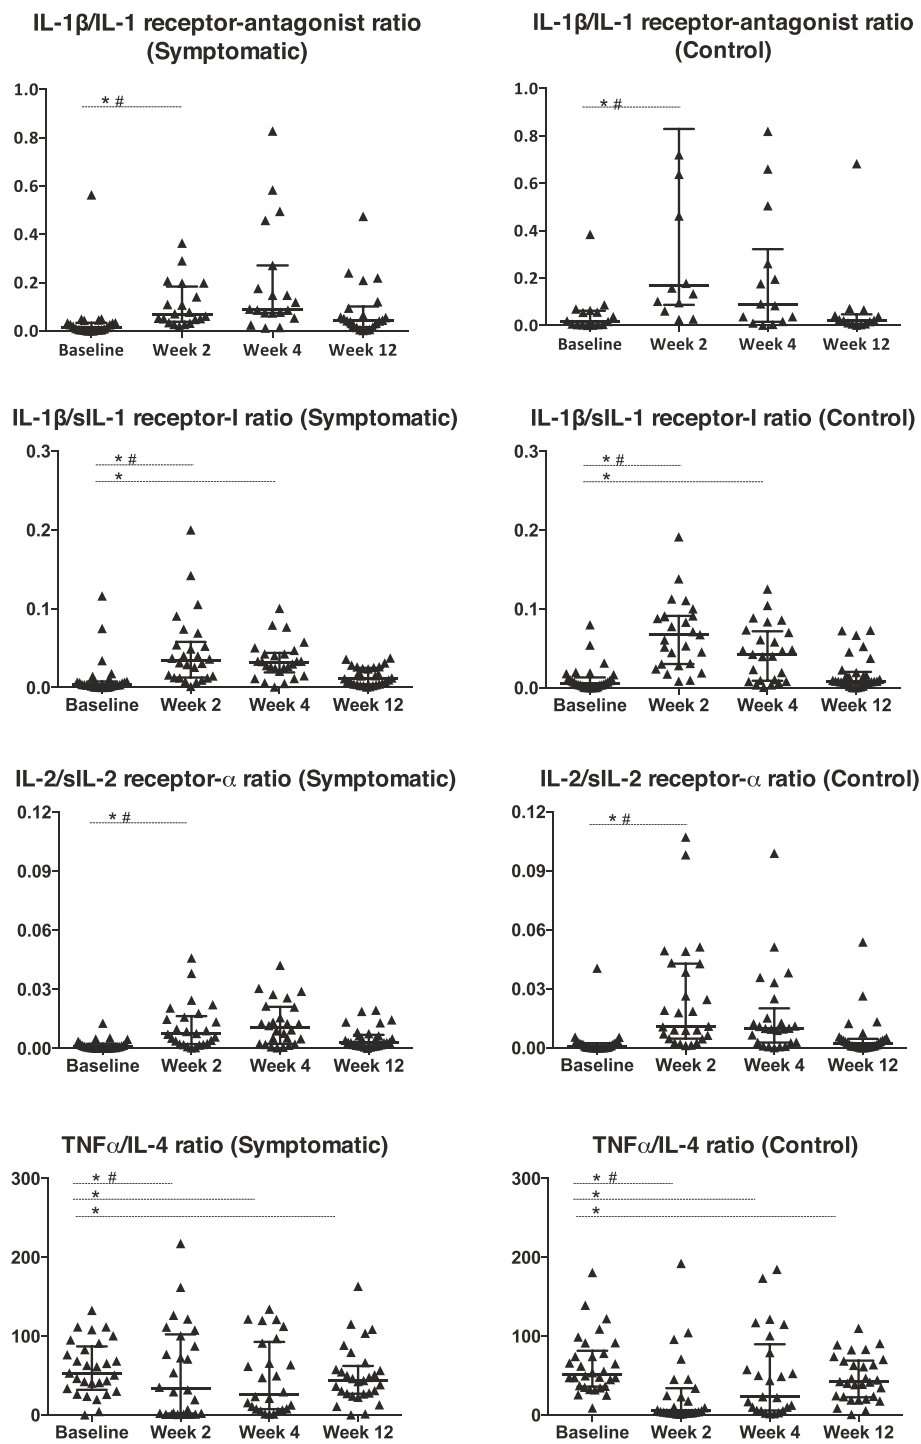 IL-1β/IL-1 receptor-antagonist ratio
(Symptomatic)
* #
1.0
0.8
0.6
0.4
0.2
0.0
Baseline Week 2 Week 4 Week 12
IL-1β/IL-1 receptor-antagonist ratio
(Control)
* #
1.0
0.8
0.6
0.4
0.2
0.0
Baseline Week 2 Week 4 Week 12
IL-1β/sIL-1 receptor-I ratio (Symptomatic)
* #
*
0.3
0.2
0.1
0.0
Baseline Week 2 Week 4 Week 12
IL-1β/sIL-1 receptor-I ratio (Control)
* #
*
0.3
0.2
0.1
0.0
Baseline Week 2 Week 4 Week 12
IL-2/sIL-2 receptor-α ratio (Symptomatic)
* #
0.12
0.09
0.06
0.03
0.00
Baseline Week 2 Week 4 Week 12
IL-2/sIL-2 receptor-α ratio (Control)
* #
0.12
0.09
0.06
0.03
0.00
Baseline Week 2 Week 4 Week 12
TNFα/IL-4 ratio (Symptomatic)
* #
*
*
300
200
100
0
Baseline Week 2 Week 4 Week 12
TNFα/IL-4 ratio (Control)
* #
*
*
300
200
100
0
Baseline Week 2 Week 4 Week 12